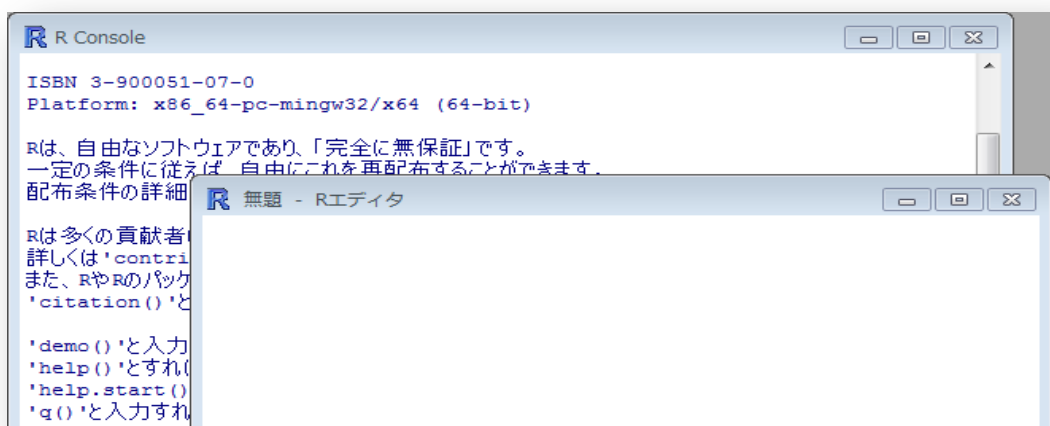 R Console
ISBN 3-900051-07-0
Platform: x86_64-pc-mingw32/x64 (64-bit)
Rは、自由なソフトウェアであり、「完全に無保証」です。
一定の条件に従えば、自由にこれを再配布することができます。
配布条件の詳細
無題 - Rエディタ
Rは多くの貢献者
詳しくは'contri
また、RやRのパッケ
'citation()'と
'demo()'と入力
'help()'とすれ
'help.start()
'q()'と入力すれ